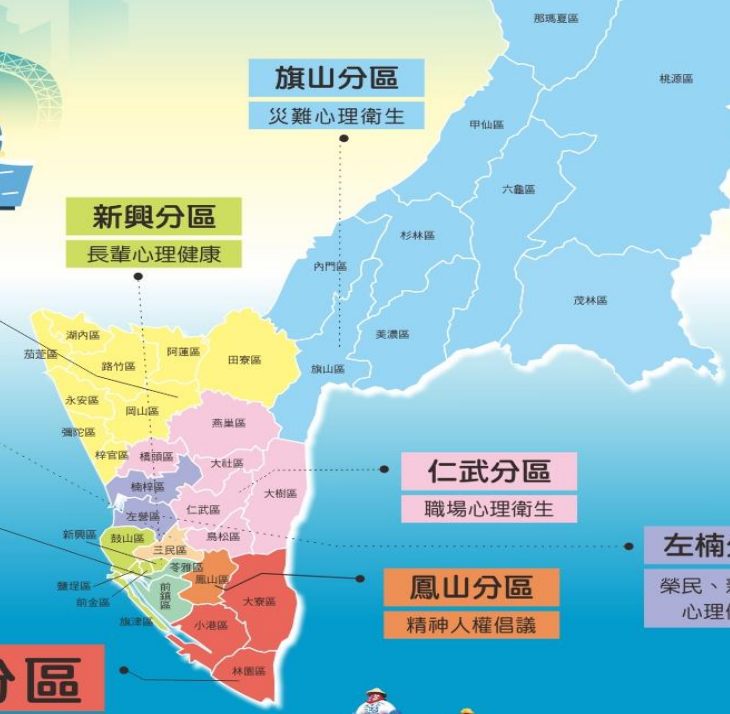 那瑪夏區
桃源區
旗山分區
災難心理衛生
甲仙區
六龜區
新興分區
長輩心理健康
杉林區
內門區
茂林區
美濃區
湖內區
茄萣區
阿蓮區
路竹區
田寮區
旗山區
永安區
岡山區
彌陀區
燕巢區
梓官區
橋頭區
大社區
仁武分區
職場心理衛生
楠梓區
大樹區
左營區
仁武區
新興區
鼓山區
鳥松區
三民區
左楠
榮民、
心理
苓雅區
鳳山區
鳳山分區
精神人權倡議
鹽埕區
前鎮區
前金區
大寮區
旗津區
小港區
分區
林園區